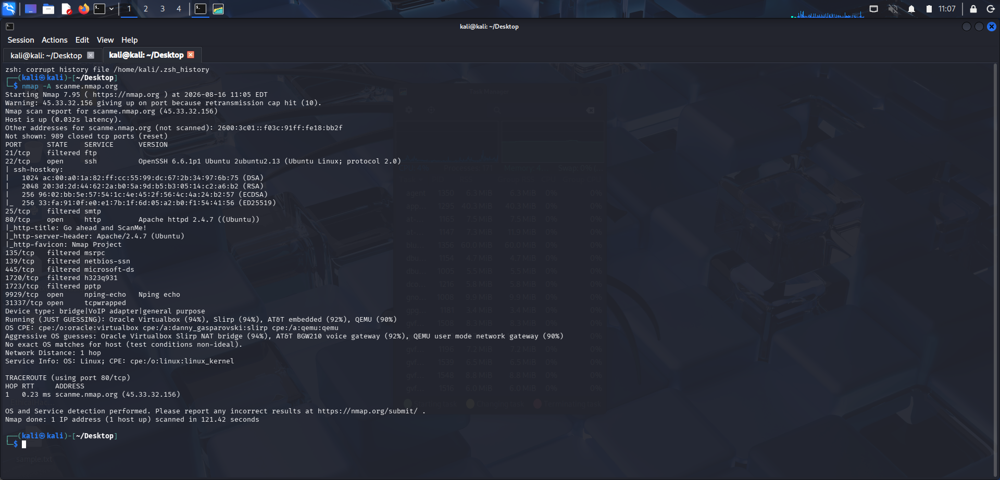 1 2 3 4
11:07
kali@kali: ~/Desktop
Session Actions Edit View Help
kali@kali: ~/Desktop
kali@kali: ~/Desktop
zsh: corrupt history file /home/kali/.zsh_history
┌──(kali㉿kali)-[~/Desktop]
└─$ nmap -A scanme.nmap.org
Starting Nmap 7.95 ( https://nmap.org ) at 2026-08-16 11:05 EDT
Warning: 45.33.32.156 giving up on port because retransmission cap hit (10).
Nmap scan report for scanme.nmap.org (45.33.32.156)
Host is up (0.032s latency).
Other addresses for scanme.nmap.org (not scanned): 2600:3c01::f03c:91ff:fe18:bb2f
Not shown: 989 closed tcp ports (reset)
PORT      STATE    SERVICE      VERSION
21/tcp    filtered ftp
22/tcp    open     ssh          OpenSSH 6.6.1p1 Ubuntu 2ubuntu2.13 (Ubuntu Linux; protocol 2.0)
| ssh-hostkey:
|   1024 ac:00:a0:1a:82:ff:cc:55:99:dc:67:2b:34:97:6b:75 (DSA)
|   2048 20:3d:2d:44:62:2a:b0:5a:9d:b5:b3:05:14:c2:a6:b2 (RSA)
|   256 96:02:bb:5e:57:54:1c:4e:45:2f:56:4c:4a:24:b2:57 (ECDSA)
|_  256 33:fa:91:0f:e0:e1:7b:1f:6d:05:a2:b0:f1:54:41:56 (ED25519)
25/tcp    filtered smtp
80/tcp    open     http         Apache httpd 2.4.7 ((Ubuntu))
|_http-title: Go ahead and ScanMe!
|_http-server-header: Apache/2.4.7 (Ubuntu)
|_http-favicon: Nmap Project
135/tcp   filtered msrpc
139/tcp   filtered netbios-ssn
445/tcp   filtered microsoft-ds
1720/tcp  filtered h323q931
1723/tcp  filtered pptp
9929/tcp  open     nping-echo   Nping echo
31337/tcp open     tcpwrapped
Device type: bridge|VoIP adapter|general purpose
Running (JUST GUESSING): Oracle Virtualbox (94%), Slirp (94%), AT&T embedded (92%), QEMU (90%)
OS CPE: cpe:/o:oracle:virtualbox cpe:/a:danny_gasparovski:slirp cpe:/a:qemu:qemu
Aggressive OS guesses: Oracle Virtualbox Slirp NAT bridge (94%), AT&T BGW210 voice gateway (92%), QEMU user mode network gateway (90%)
No exact OS matches for host (test conditions non-ideal).
Network Distance: 1 hop
Service Info: OS: Linux; CPE: cpe:/o:linux:linux_kernel
TRACEROUTE (using port 80/tcp)
HOP RTT     ADDRESS
1   0.23 ms scanme.nmap.org (45.33.32.156)
OS and Service detection performed. Please report any incorrect results at https://nmap.org/submit/ .
Nmap done: 1 IP address (1 host up) scanned in 121.42 seconds
┌──(kali㉿kali)-[~/Desktop]
└─$
sample.txt